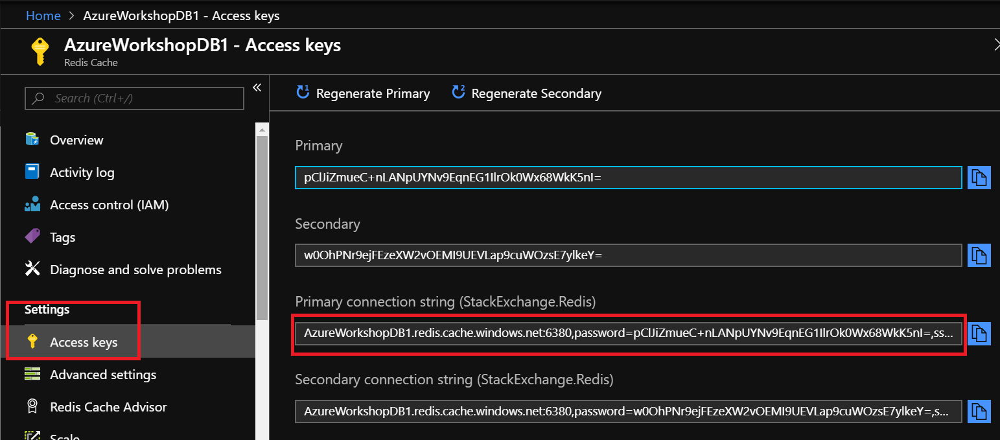 Home > AzureWorkshopDB1 - Access keys
AzureWorkshopDB1 - Access keys
Redis Cache
Search (Ctrl+/)
Overview
Activity log
Access control (IAM)
Tags
Diagnose and solve problems
Settings
Access keys
Advanced settings
Redis Cache Advisor
Scale
1 Regenerate Primary
2 Regenerate Secondary
Primary
pClJiZmueC+nLANpUYNv9EqnEG1IlrOk0Wx68WkK5nI=
Secondary
w0OhPNr9ejFEzeXW2vOEMI9UEVLap9cuWOzsE7ylkeY=
Primary connection string (StackExchange.Redis)
AzureWorkshopDB1.redis.cache.windows.net:6380,password=pClJiZmueC+nLANpUYNv9EqnEG1IlrOk0Wx68WkK5nI=,ss...
Secondary connection string (StackExchange.Redis)
AzureWorkshopDB1.redis.cache.windows.net:6380,password=w0OhPNr9ejFEzeXW2vOEMI9UEVLap9cuWOzsE7ylkeY=,s...